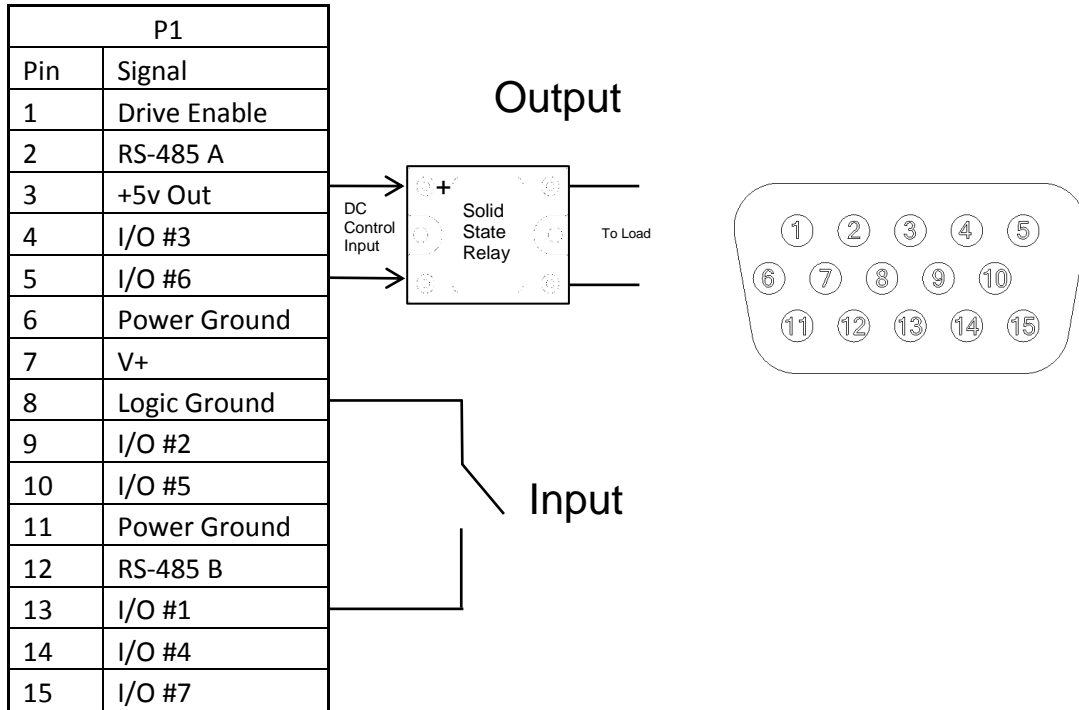 P1
Pin Signal
1 Drive Enable
2 RS-485 A
3 +5v Out
4 I/O #3
5 I/O #6
6 Power Ground
7 V+
8 Logic Ground
9 I/O #2
10 I/O #5
11 Power Ground
12 RS-485 B
13 I/O #1
14 I/O #4
15 I/O #7
Output
DC
Control
Input
+
Solid
State
Relay
To Load
Input
1 2 3 4 5
6 7 8 9 10
11 12 13 14 15